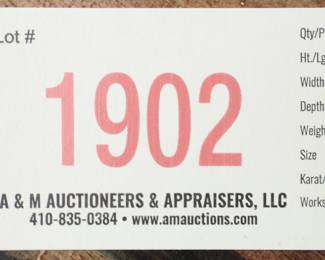 Lot #
1902
A & M AUCTIONEERS & APPRAISERS, LLC
410-835-0384 • www.amauctions.com
Qty/P
Ht./Lg
Width
Depth
Weigh
Size
Karat/
Works